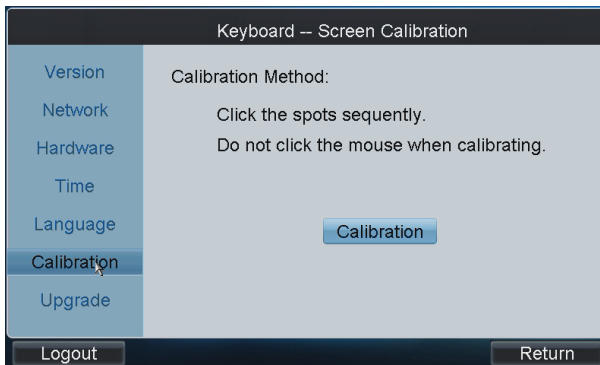 Keyboard -- Screen Calibration
Version
Network
Hardware
Time
Language
Calibration
Upgrade
Calibration Method:
Click the spots sequently.
Do not click the mouse when calibrating.
Calibration
Logout
Return